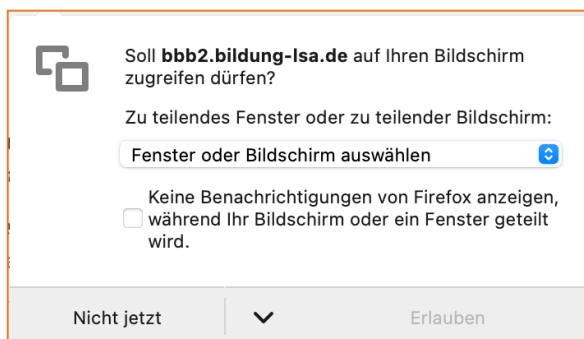 Soll bbb2.bildung-lsa.de auf Ihren Bildschirm
zugreifen dürfen?
Zu teilendes Fenster oder zu teilender Bildschirm:
Fenster oder Bildschirm auswählen
Keine Benachrichtigungen von Firefox anzeigen,
während Ihr Bildschirm oder ein Fenster geteilt
wird.
Nicht jetzt
Erlauben